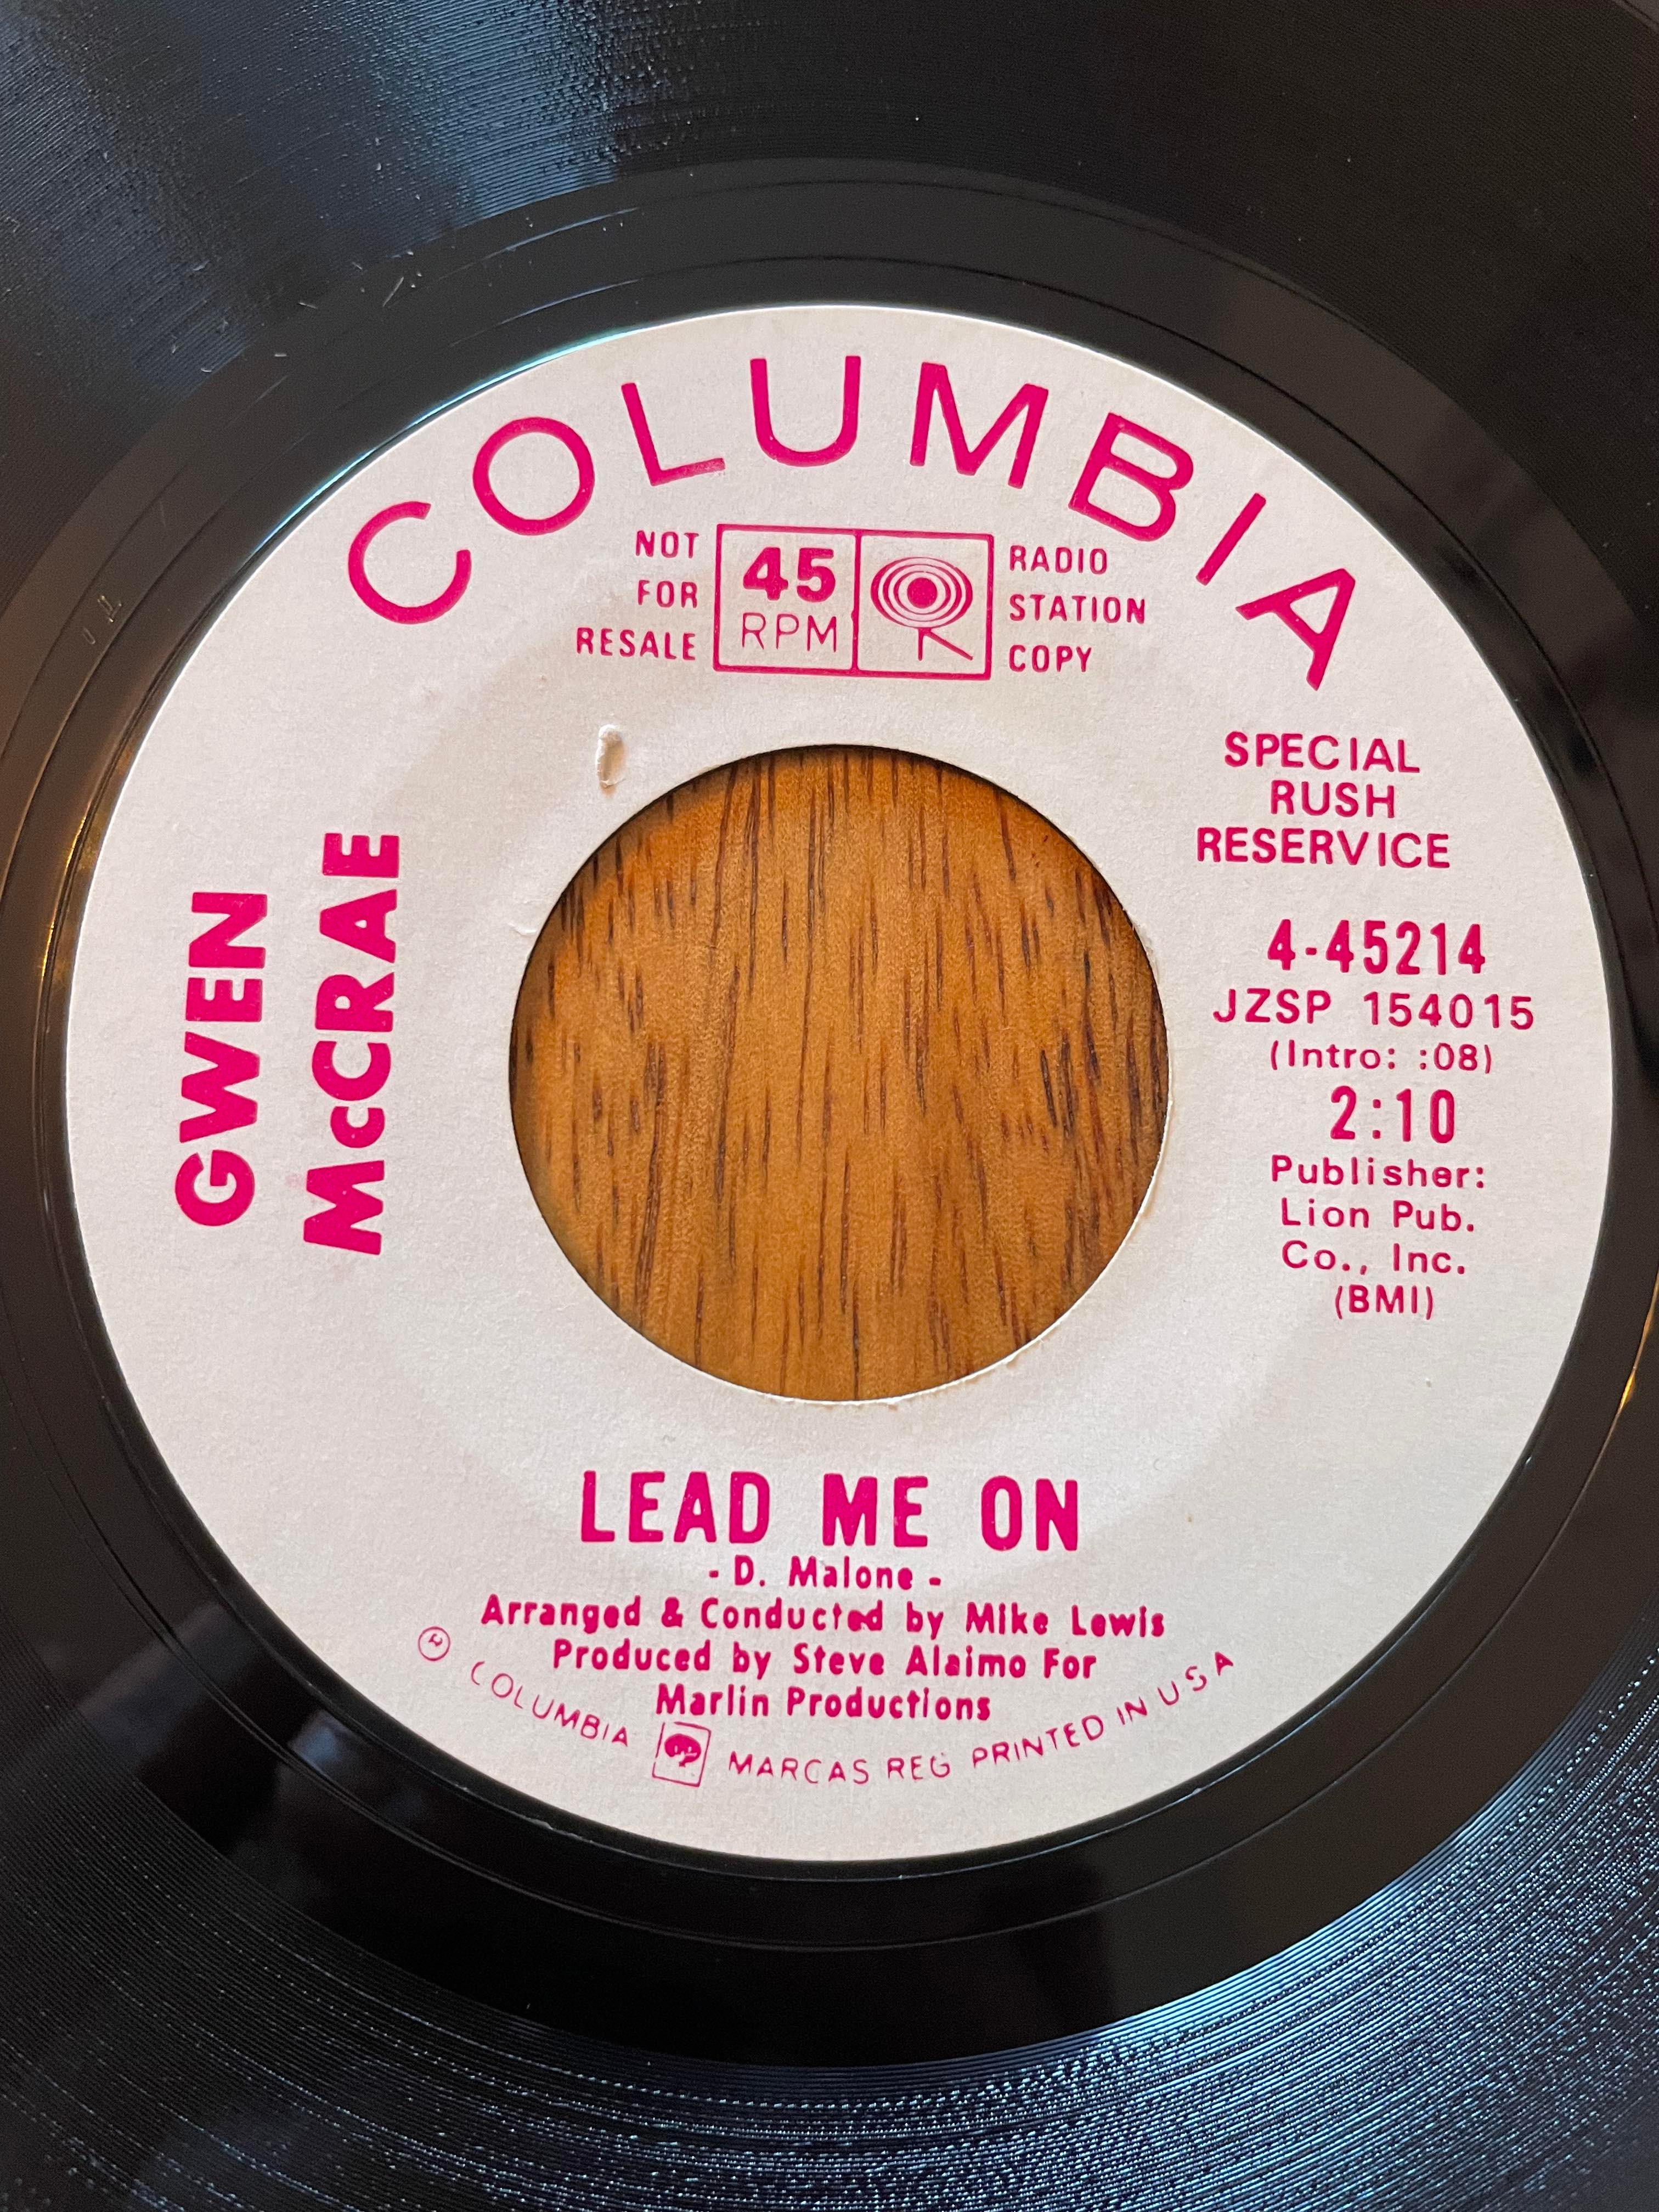 COLUMBIA
NOT
FOR
RESALE
45
RPM
RADIO
STATION
COPY
SPECIAL
RUSH
RESERVICE
GWEN
McCRAE
4-45214
JZSP 154015
(Intro: :08)
2:10
Publisher:
Lion Pub.
Co., Inc.
(BMI)
LEAD ME ON
- D. Malone -
Arranged & Conducted by Mike Lewis
Produced by Steve Alaimo For
Marlin Productions
COLUMBIA MARCAS REG PRINTED IN U S A